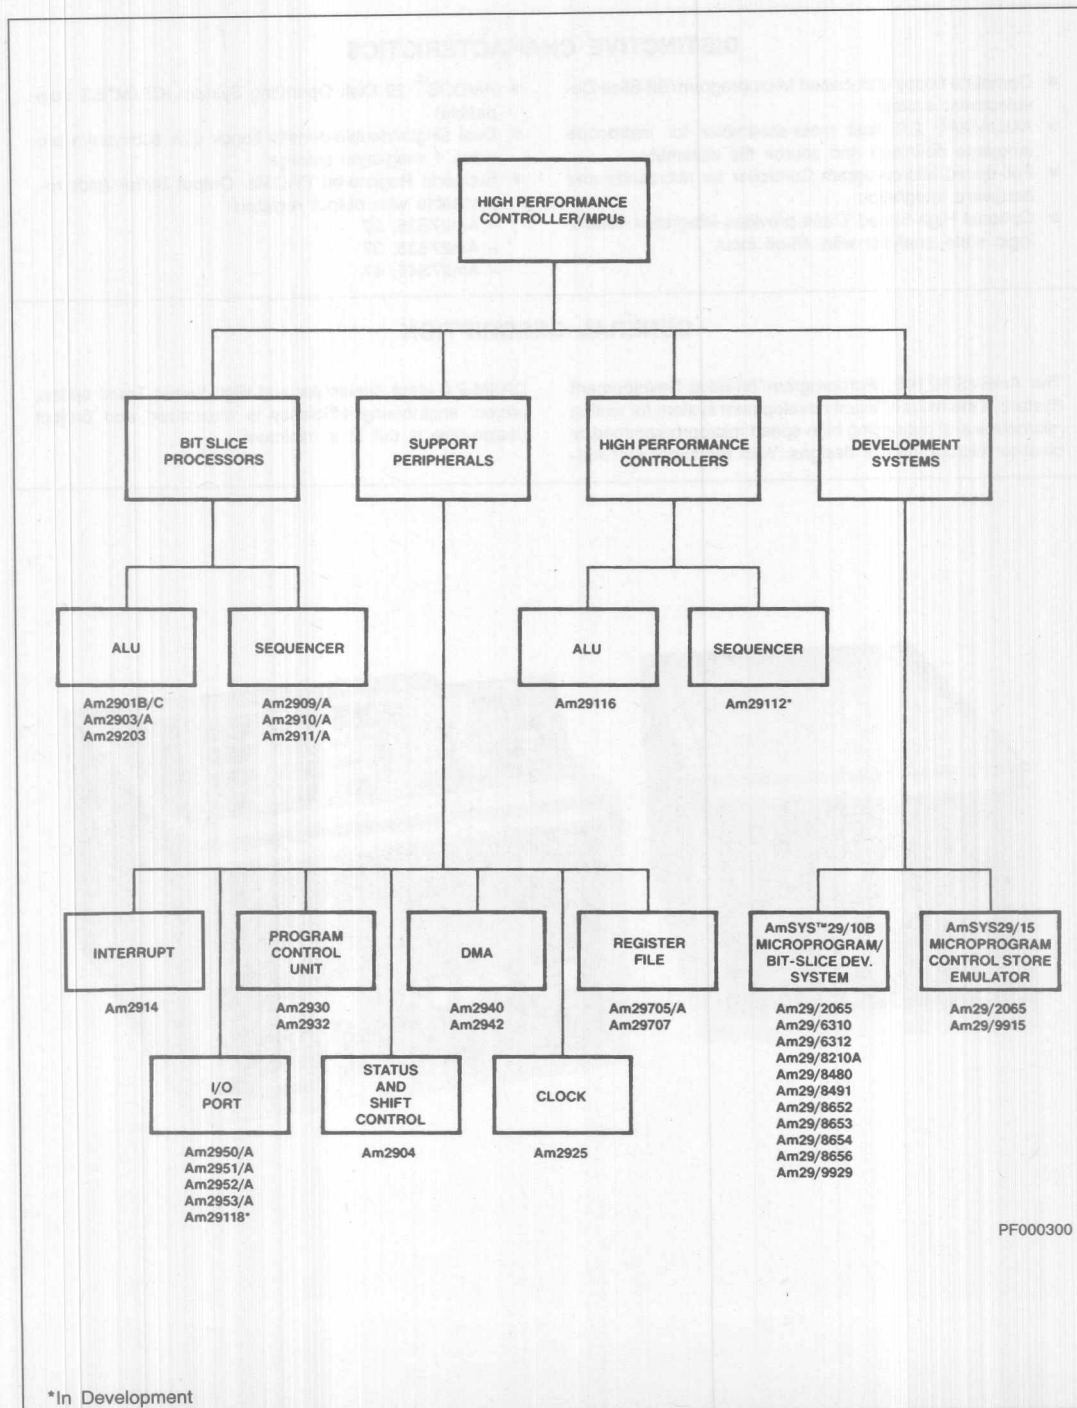 HIGH PERFORMANCE
CONTROLLER/MPUs
BIT SLICE
PROCESSORS
SUPPORT
PERIPHERALS
HIGH PERFORMANCE
CONTROLLERS
DEVELOPMENT
SYSTEMS
ALU
Am2901B/C
Am2903/A
Am29203
SEQUENCER
Am2909/A
Am2910/A
Am2911/A
ALU
Am29116
SEQUENCER
Am29112*
INTERRUPT
Am2914
PROGRAM
CONTROL
UNIT
Am2930
Am2932
DMA
Am2940
Am2942
REGISTER
FILE
Am29705/A
Am29707
AmSYS™29/10B
MICROPROGRAM/
BIT-SLICE DEV.
SYSTEM
Am29/2065
Am29/6310
Am29/6312
Am29/8210A
Am29/8480
Am29/8491
Am29/8652
Am29/8653
Am29/8654
Am29/8656
Am29/9929
AmSYS29/15
MICROPROGRAM
CONTROL STORE
EMULATOR
Am29/2065
Am29/9915
I/O
PORT
Am2950/A
Am2951/A
Am2952/A
Am2953/A
Am29118*
STATUS
AND
SHIFT
CONTROL
Am2904
CLOCK
Am2925
PF000300
*In Development